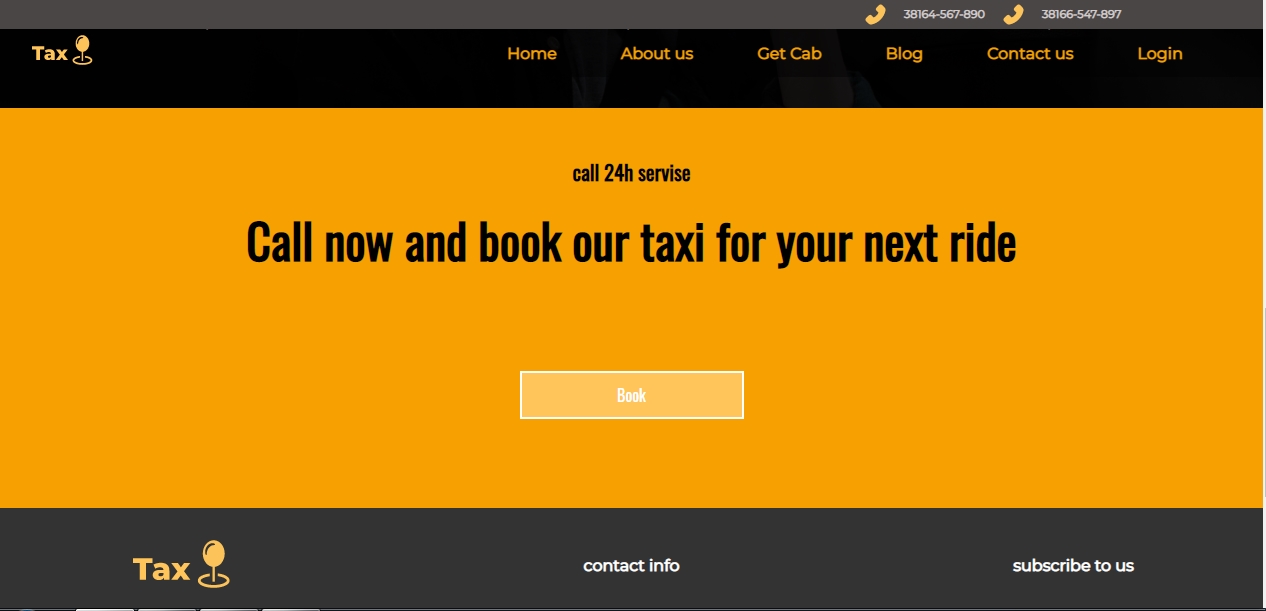 38164-567-890 38166-547-897
Tax Home About us Get Cab Blog Contact us Login
call 24h servise
Call now and book our taxi for your next ride
Book
Tax contact info subscribe to us